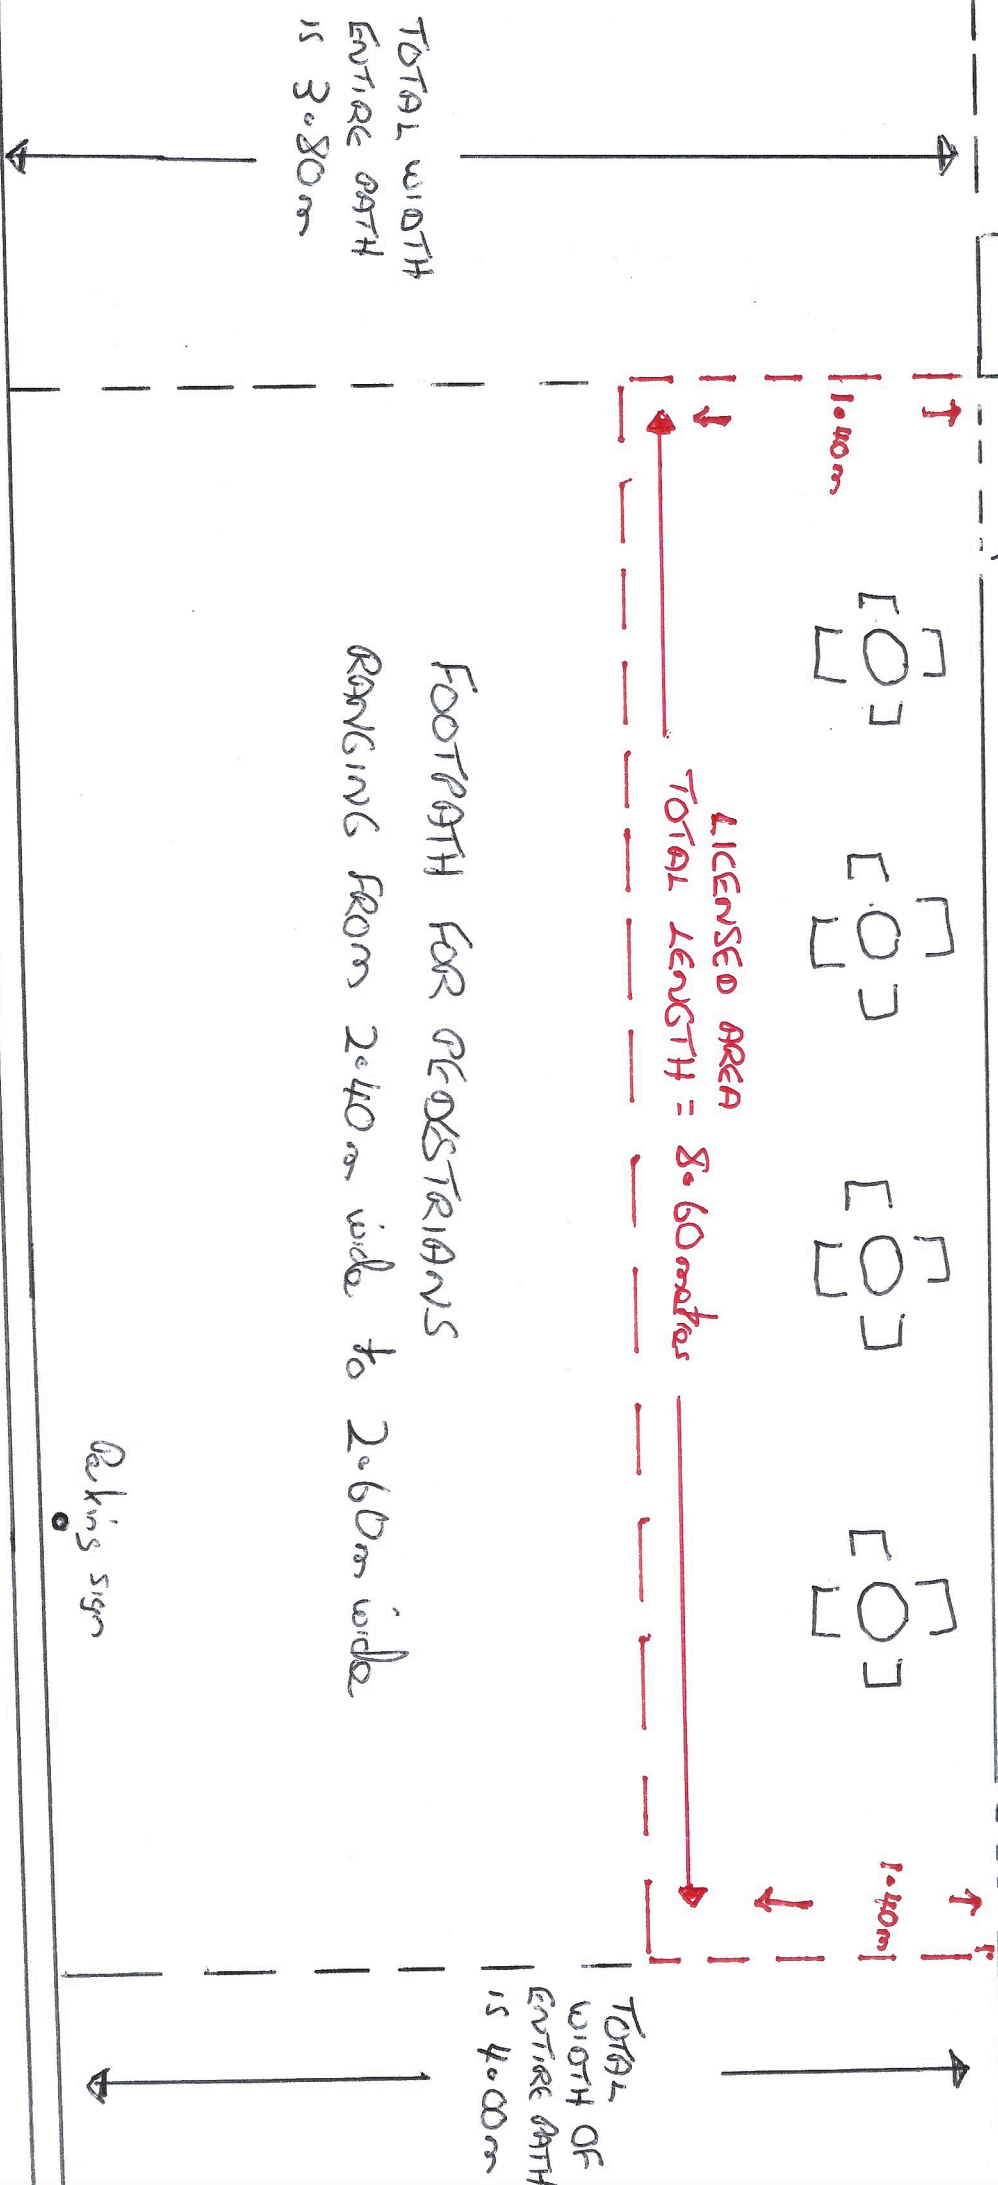 TOTAL WIDTH
ENTIRE PATH
IS 3.80m
1.40m
LICENSED AREA
TOTAL LENGTH = 8.60 metres
FOOTPATH FOR PEDESTRIANS
RANGING FROM 2.40m wide to 2.60m wide
Parking sign
1.40m
TOTAL
WIDTH OF
ENTIRE PATH
IS 4.00m